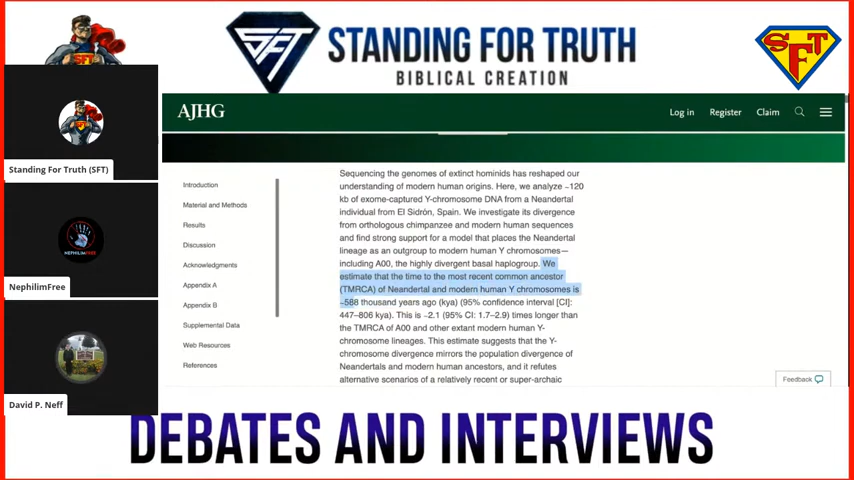 SFT
STANDING FOR TRUTH
BIBLICAL CREATION
SFT
SFT
Standing For Truth (SFT)
NEPHILIMFREE
NephilimFree
David P. Neff
AJHG
Log in
Register
Claim
Introduction
Material and Methods
Results
Discussion
Acknowledgments
Appendix A
Appendix B
Supplemental Data
Web Resources
References
Sequencing the genomes of extinct hominids has reshaped our
understanding of modern human origins. Here, we analyze ~120
kb of exome-captured Y-chromosome DNA from a Neandertal
individual from El Sidrón, Spain. We investigate its divergence
from orthologous chimpanzee and modern human sequences
and find strong support for a model that places the Neandertal
lineage as an outgroup to modern human Y chromosomes—
including A00, the highly divergent basal haplogroup. We
estimate that the time to the most recent common ancestor
(TMRCA) of Neandertal and modern human Y chromosomes is
~588 thousand years ago (kya) (95% confidence interval [CI]:
447–806 kya). This is ~2.1 (95% CI: 1.7–2.9) times longer than
the TMRCA of A00 and other extant modern human Y-
chromosome lineages. This estimate suggests that the Y-
chromosome divergence mirrors the population divergence of
Neandertals and modern human ancestors, and it refutes
alternative scenarios of a relatively recent or super-archaic
Feedback
DEBATES AND INTERVIEWS